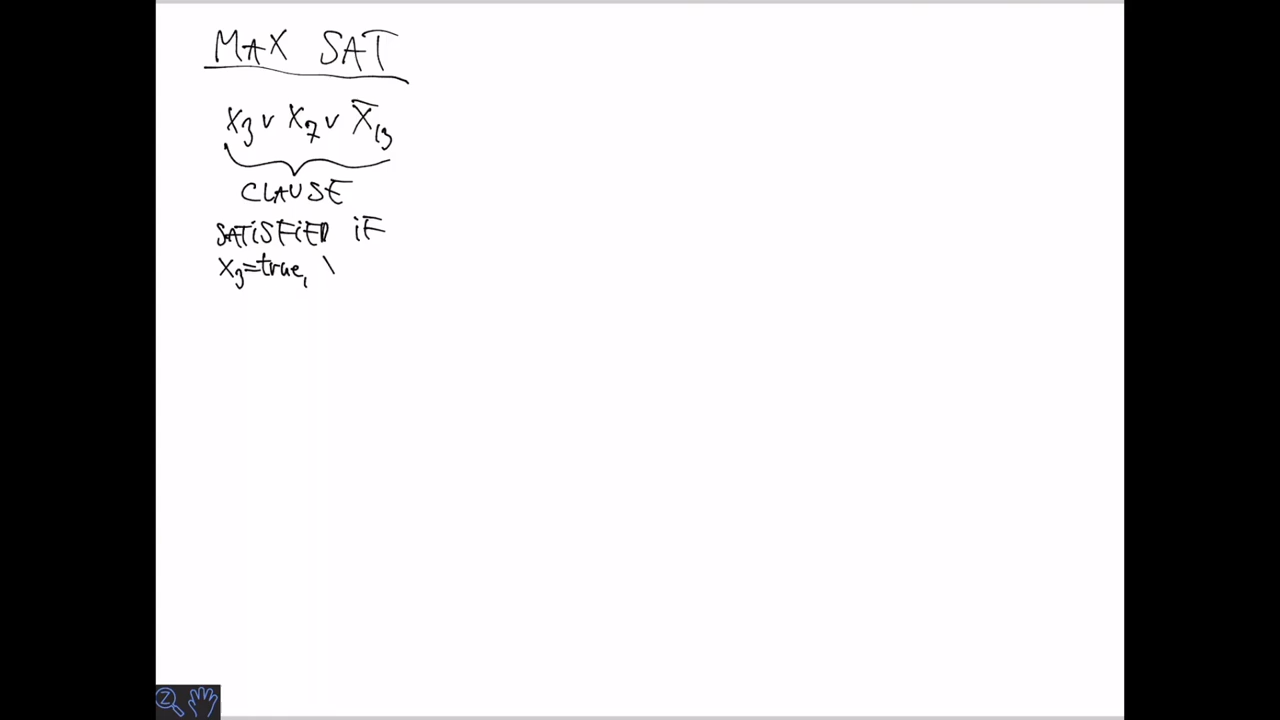 MAX SAT
x₃ ∨ x₇ ∨ x̅₁₃
CLAUSE
SATiSFiED iF
x₃=true, \